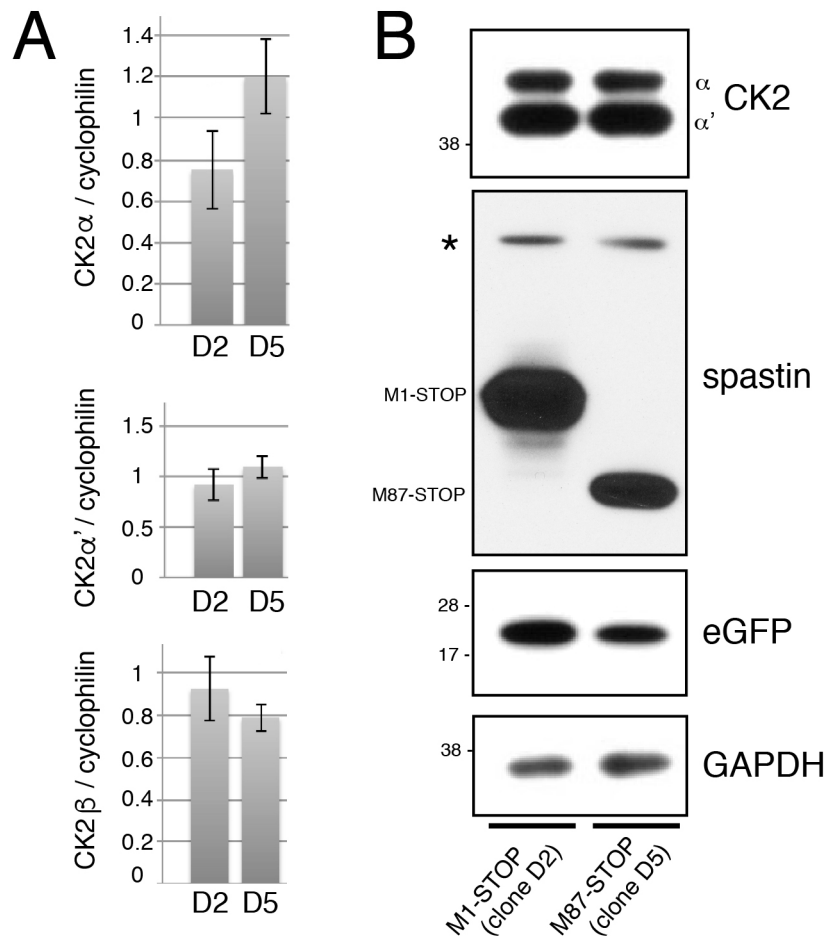 A
CK2α / cyclophilin
1.4
1.2
1
0.8
0.6
0.4
0.2
0
D2 D5
CK2α' / cyclophilin
1.5
1
0.5
0
D2 D5
CK2β / cyclophilin
1
0.8
0.6
0.4
0.2
0
D2 D5
B
α
CK2
α'
38 -
*
M1-STOP
spastin
M87-STOP
28 -
eGFP
17 -
38 -
GAPDH
M1-STOP
(clone D2)
M87-STOP
(clone D5)